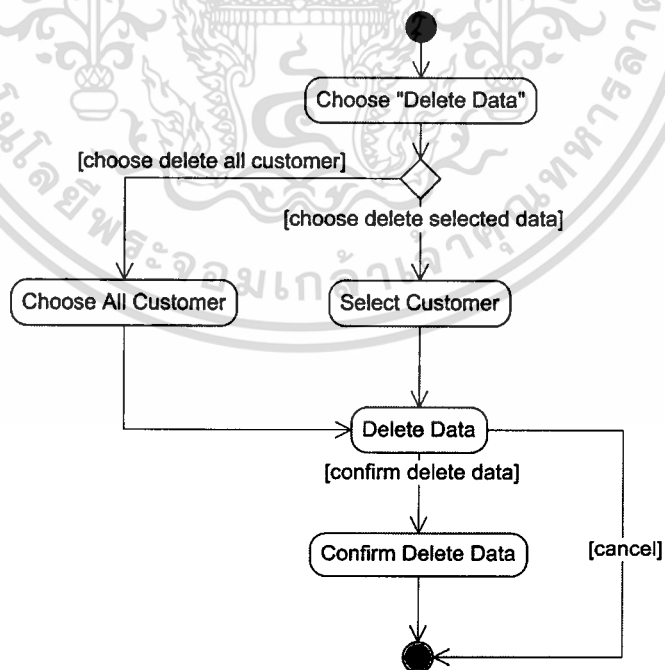 Choose "Delete Data"
[choose delete all customer]
[choose delete selected data]
Choose All Customer
Select Customer
Delete Data
[confirm delete data]
Confirm Delete Data
[cancel]